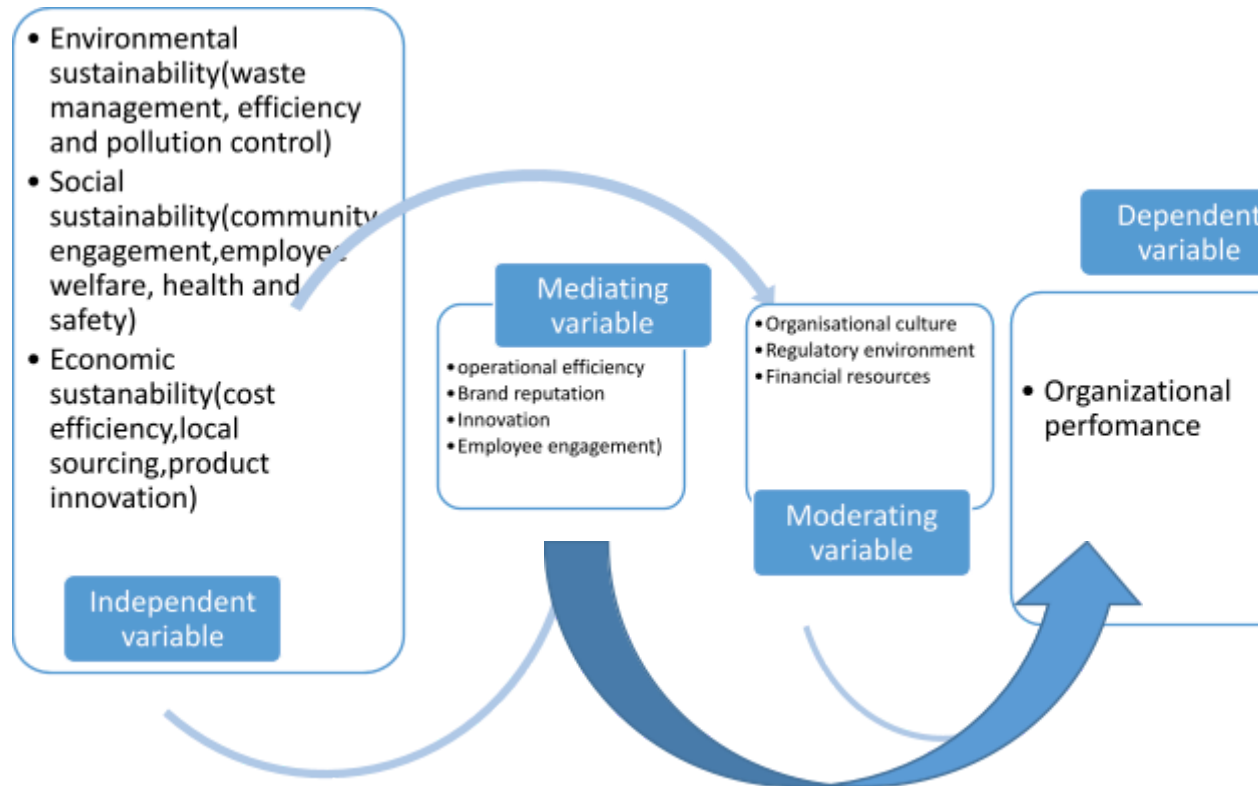 • Environmental
sustainability(waste
management, efficiency
and pollution control)
• Social
sustainability(community
engagement,employee
welfare, health and
safety)
• Economic
sustanability(cost
efficiency,local
sourcing,product
innovation)
Independent
variable
Mediating
variable
•operational efficiency
•Brand reputation
•Innovation
•Employee engagement)
•Organisational culture
•Regulatory environment
•Financial resources
Moderating
variable
Dependent
variable
• Organizational
perfomance